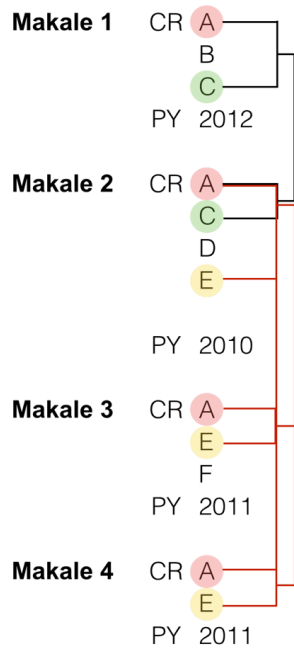 Makale 1 CR A
B
C
PY 2012
Makale 2 CR A
C
D
E
PY 2010
Makale 3 CR A
E
F
PY 2011
Makale 4 CR A
E
PY 2011